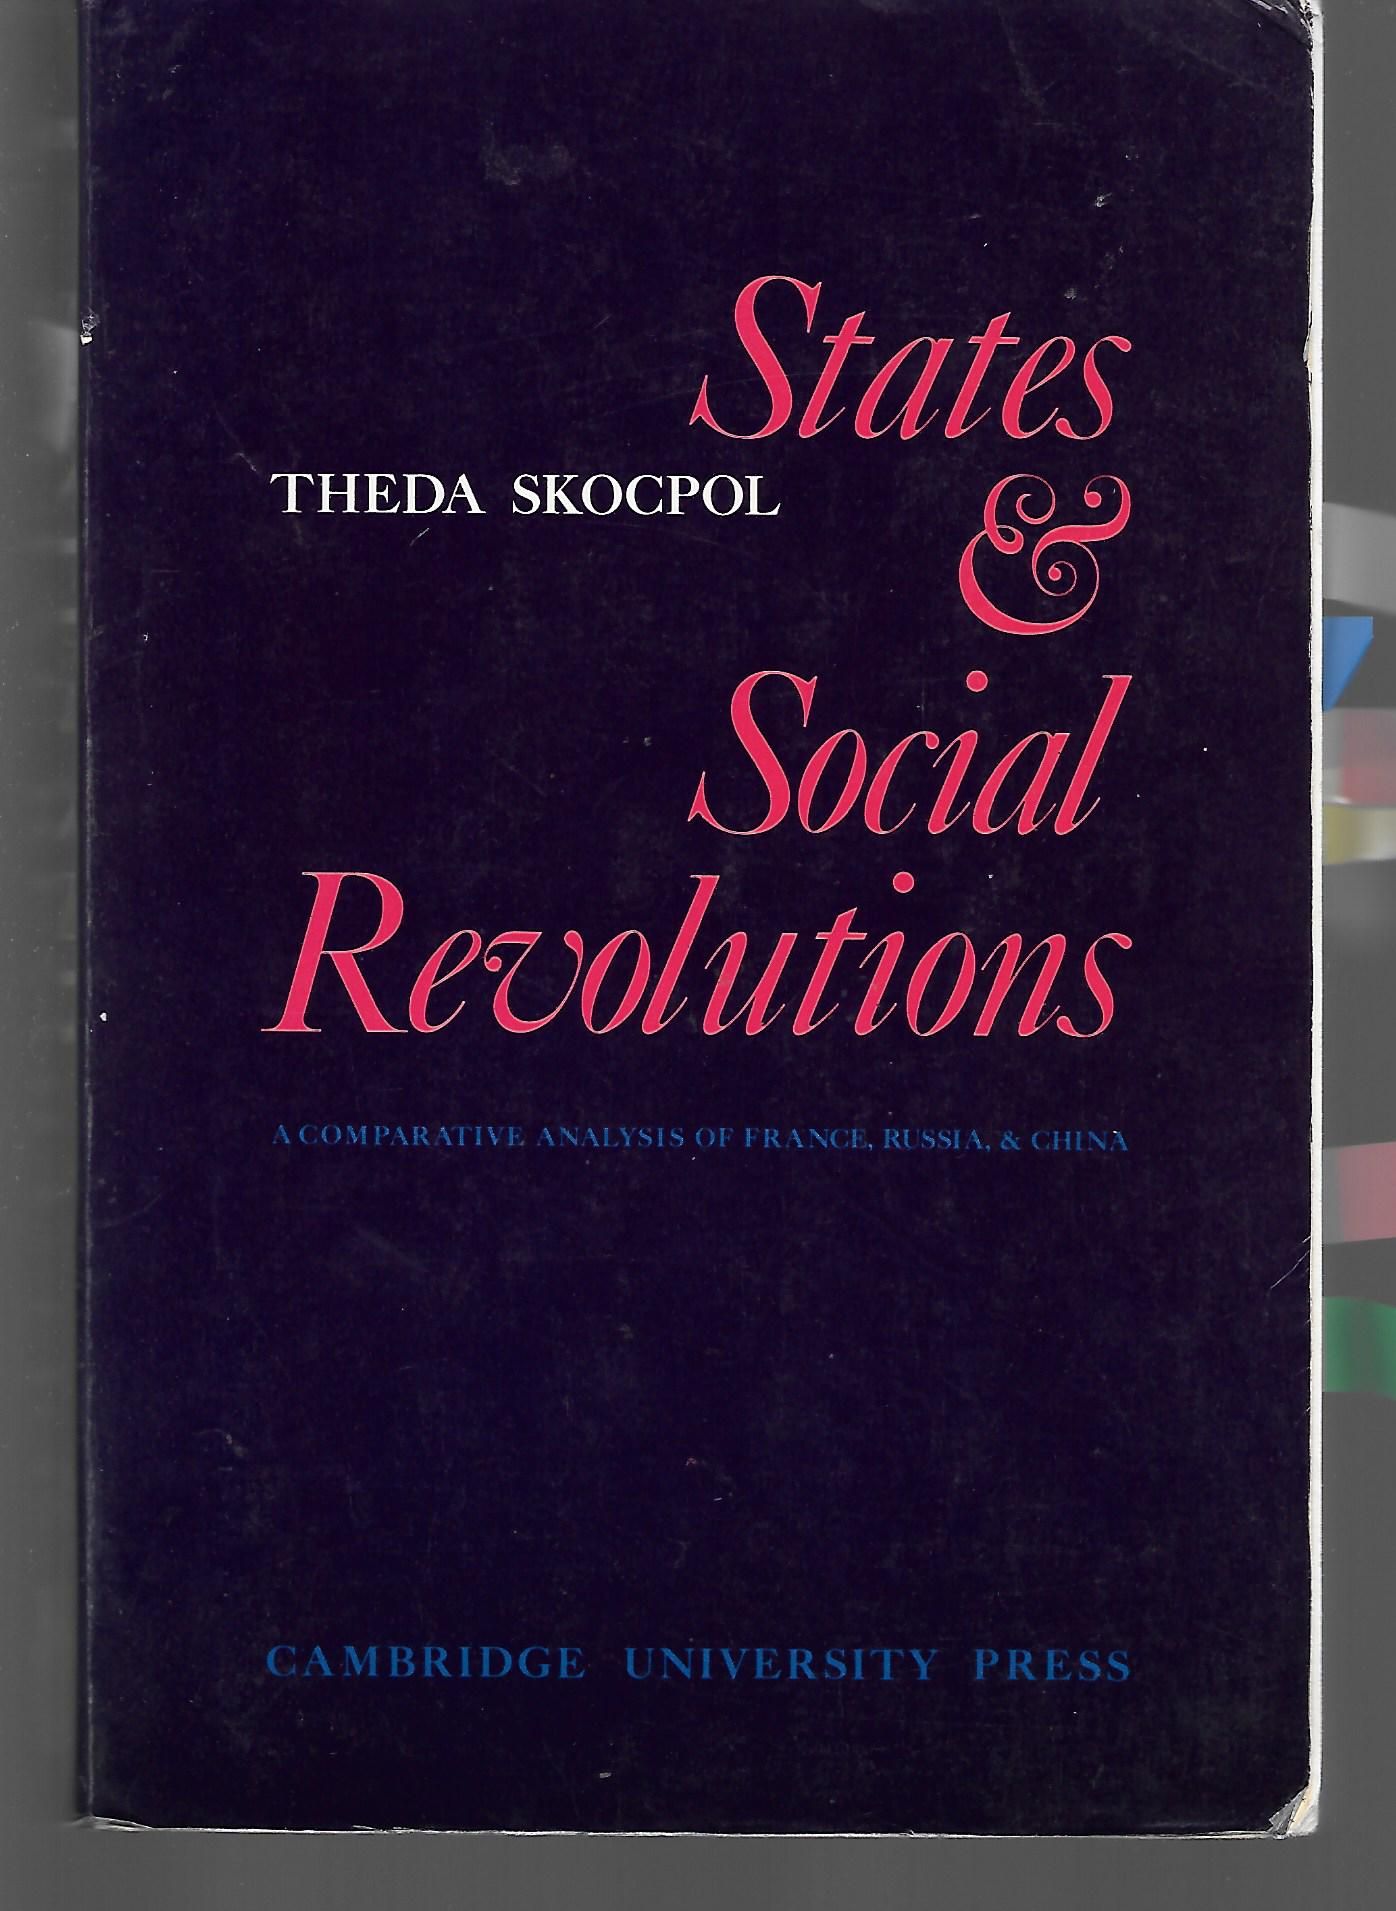 States
THEDA SKOCPOL
&
Social
Revolutions
A COMPARATIVE ANALYSIS OF FRANCE, RUSSIA, & CHINA
CAMBRIDGE UNIVERSITY PRESS